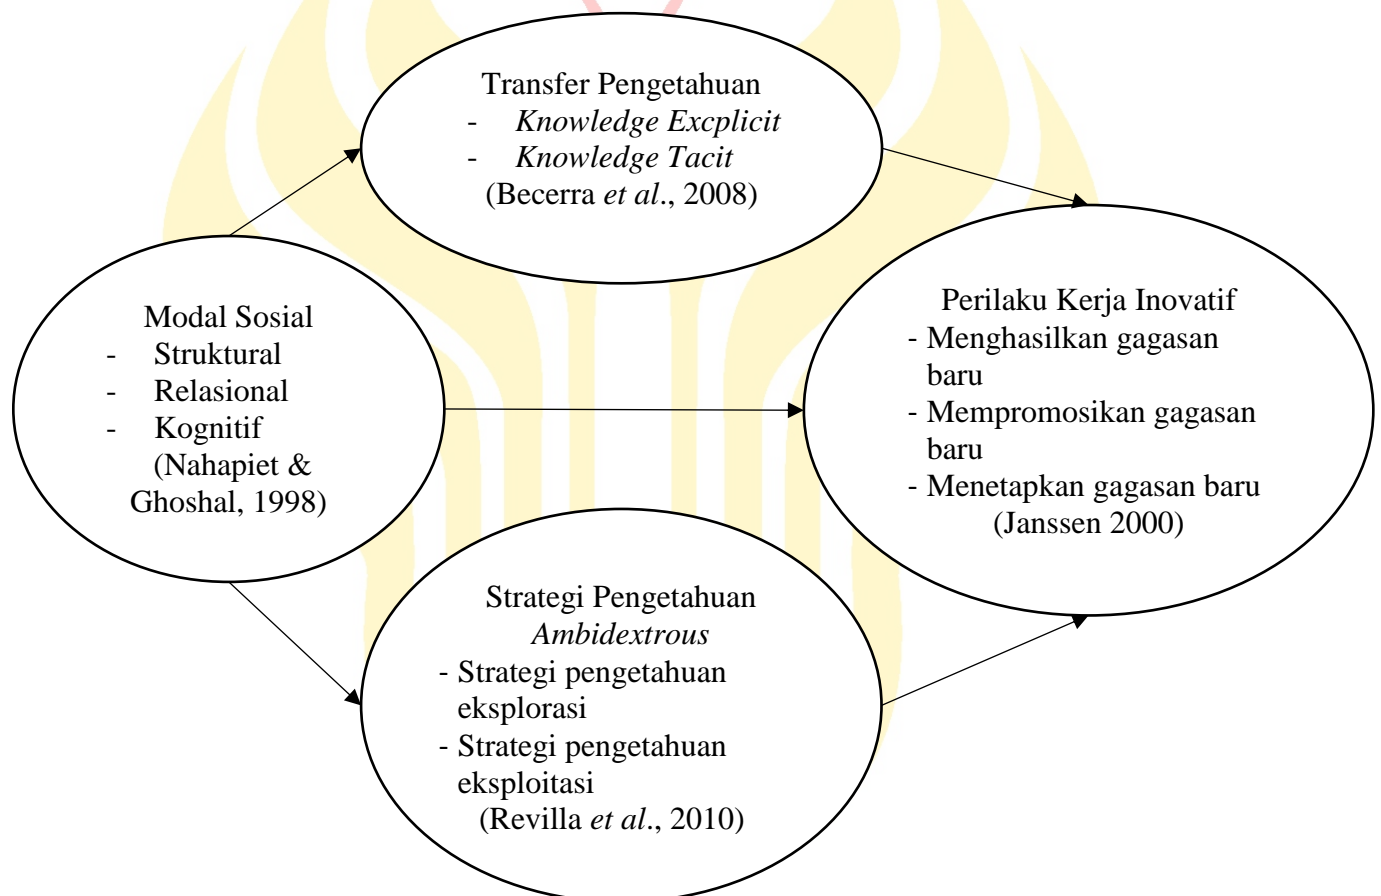 Transfer Pengetahuan
- Knowledge Excplicit
- Knowledge Tacit
(Becerra et al., 2008)
Modal Sosial
- Struktural
- Relasional
- Kognitif
(Nahapiet &
Ghoshal, 1998)
Perilaku Kerja Inovatif
- Menghasilkan gagasan
baru
- Mempromosikan gagasan
baru
- Menetapkan gagasan baru
(Janssen 2000)
Strategi Pengetahuan
Ambidextrous
- Strategi pengetahuan
eksplorasi
- Strategi pengetahuan
eksploitasi
(Revilla et al., 2010)